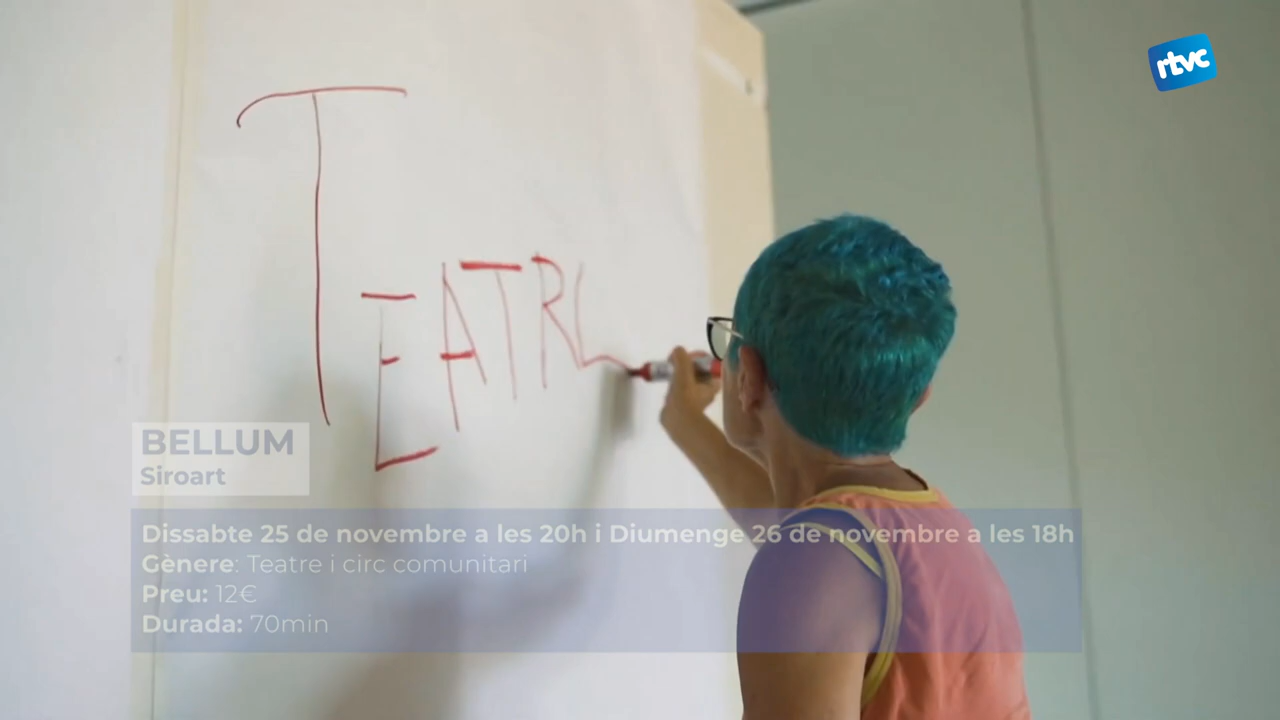 rtvc
TEATR
BELLUM
Siroart
Dissabte 25 de novembre a les 20h i Diumenge 26 de novembre a les 18h
Gènere: Teatre i circ comunitari
Preu: 12€
Durada: 70min